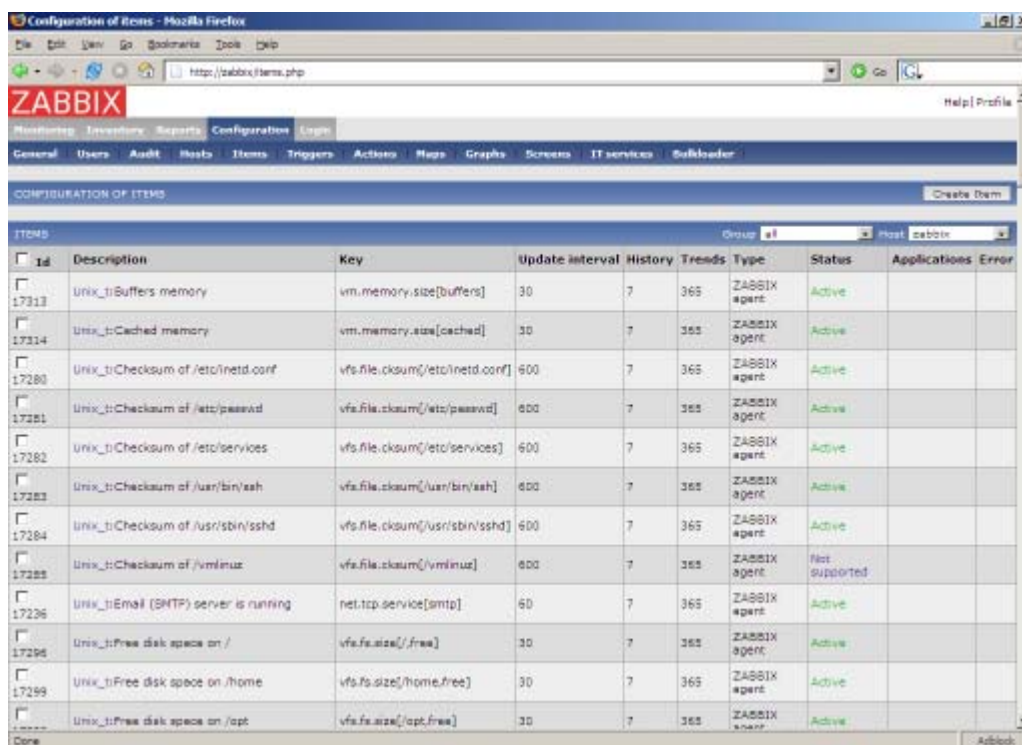 Configuration of items - Mozilla Firefox
File Edit View Go Bookmarks Tools Help
http://zabbix/items.php Go
ZABBIX Help | Profile
Monitoring Inventory Reports Configuration Login
General Users Audit Hosts Items Triggers Actions Maps Graphs Screens IT services Bulkloader
CONFIGURATION OF ITEMS Create Item
ITEMS Group all Host zabbix
Id Description Key Update interval History Trends Type Status Applications Error
17313 Unix_t:Buffers memory vm.memory.size[buffers] 30 7 365 ZABBIX agent Active
17314 Unix_t:Cached memory vm.memory.size[cached] 30 7 365 ZABBIX agent Active
17280 Unix_t:Checksum of /etc/inetd.conf vfs.file.cksum[/etc/inetd.conf] 600 7 365 ZABBIX agent Active
17281 Unix_t:Checksum of /etc/passwd vfs.file.cksum[/etc/passwd] 600 7 365 ZABBIX agent Active
17282 Unix_t:Checksum of /etc/services vfs.file.cksum[/etc/services] 600 7 365 ZABBIX agent Active
17283 Unix_t:Checksum of /usr/bin/ssh vfs.file.cksum[/usr/bin/ssh] 600 7 365 ZABBIX agent Active
17284 Unix_t:Checksum of /usr/sbin/sshd vfs.file.cksum[/usr/sbin/sshd] 600 7 365 ZABBIX agent Active
17285 Unix_t:Checksum of /vmlinuz vfs.file.cksum[/vmlinuz] 600 7 365 ZABBIX agent Not supported
17236 Unix_t:Email (SMTP) server is running net.tcp.service[smtp] 60 7 365 ZABBIX agent Active
17296 Unix_t:Free disk space on / vfs.fs.size[/,free] 30 7 365 ZABBIX agent Active
17299 Unix_t:Free disk space on /home vfs.fs.size[/home,free] 30 7 365 ZABBIX agent Active
Unix_t:Free disk space on /opt vfs.fs.size[/opt,free] 30 7 365 ZABBIX agent Active
Done Adblock